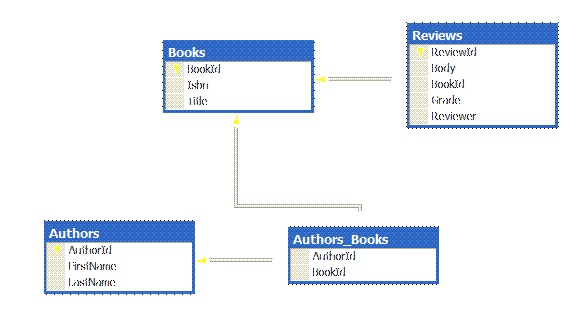 Books
BookId
Isbn
Title
Reviews
ReviewId
Body
BookId
Grade
Reviewer
Authors
AuthorId
FirstName
LastName
Authors_Books
AuthorId
BookId